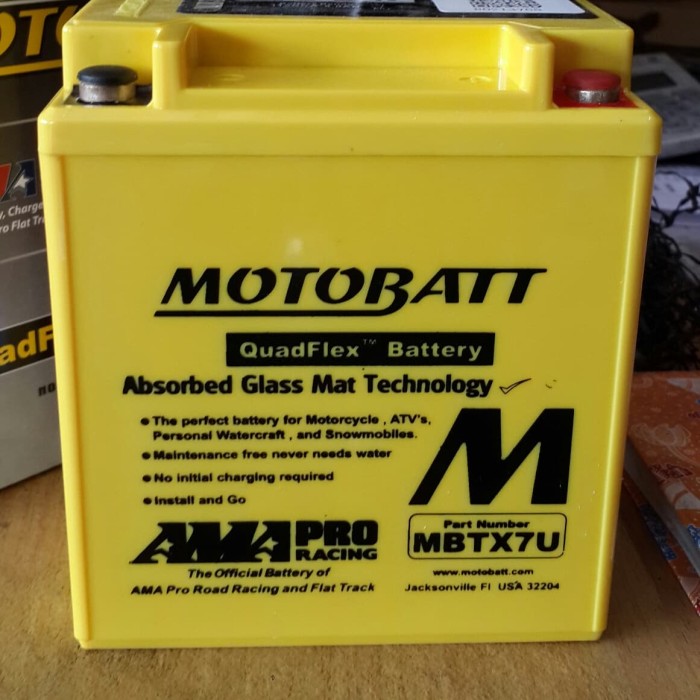 MOTOBATT
QuadFlex™ Battery
Absorbed Glass Mat Technology
• The perfect battery for Motorcycle , ATV's,
Personal Watercraft , and Snowmobiles.
• Maintenance free never needs water
• No initial charging required
• Install and Go
M
AMA PRO
RACING
The Official Battery of
AMA Pro Road Racing and Flat Track
Part Number
MBTX7U
www.motobatt.com
Jacksonville Fl USA 32204